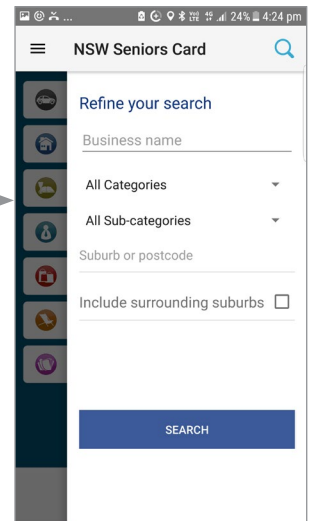 24% 4:24 pm
NSW Seniors Card
Refine your search
Business name
All Categories
All Sub-categories
Suburb or postcode
Include surrounding suburbs
SEARCH